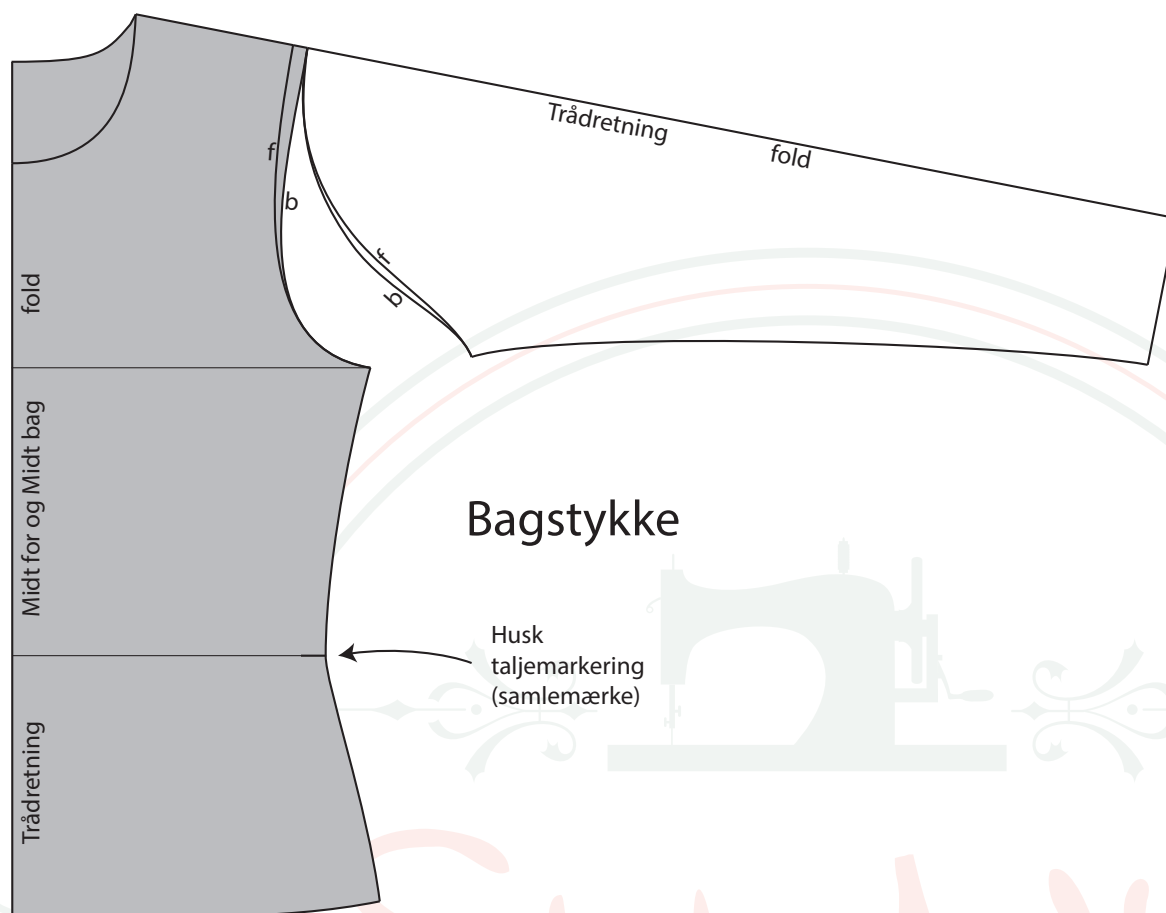 Trådretning
fold
f
b
f
b
fold
Midt for og Midt bag
Bagstykke
Husk
taljemarkering
(samlemærke)
Trådretning